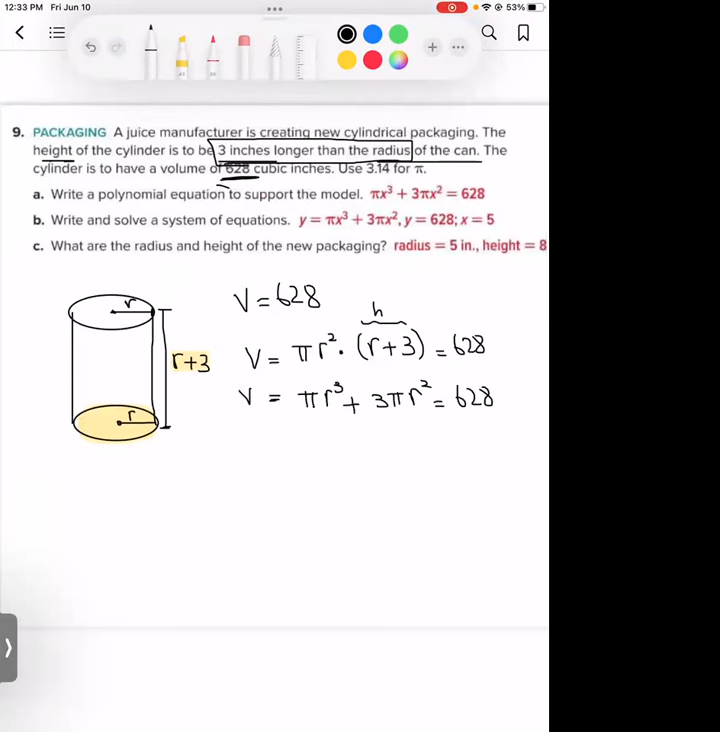 12:33 PM Fri Jun 10
53%
9. PACKAGING A juice manufacturer is creating new cylindrical packaging. The
height of the cylinder is to be 3 inches longer than the radius of the can. The
cylinder is to have a volume of 628 cubic inches. Use 3.14 for π.
a. Write a polynomial equation to support the model. πx³ + 3πx² = 628
b. Write and solve a system of equations. y = πx³ + 3πx², y = 628; x = 5
c. What are the radius and height of the new packaging? radius = 5 in., height = 8
r
r+3
r
V = 628
h
V = πr² · (r+3) = 628
V = πr³ + 3πr² = 628